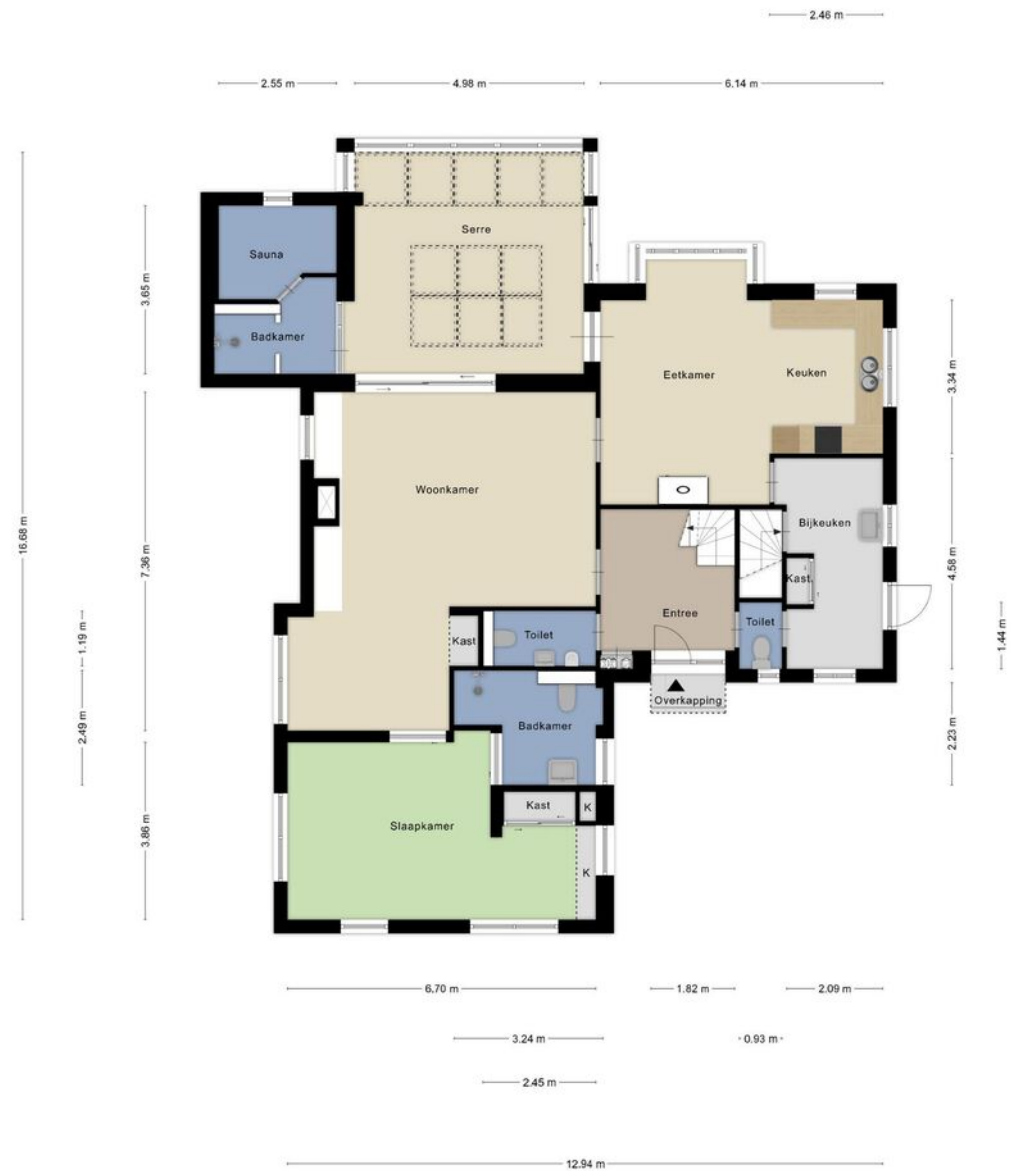 2.46 m
2.55 m
4.98 m
6.14 m
Serre
Sauna
3.65 m
Badkamer
Eetkamer
Keuken
3.34 m
Woonkamer
16.68 m
7.36 m
Bijkeuken
4.58 m
Kast.
Entree
Toilet
Toilet
Kast
1.19 m
1.44 m
Overkapping
Badkamer
2.49 m
2.23 m
Kast
K
Slaapkamer
3.86 m
K
6.70 m
1.82 m
2.09 m
3.24 m
0.93 m
2.45 m
12.94 m